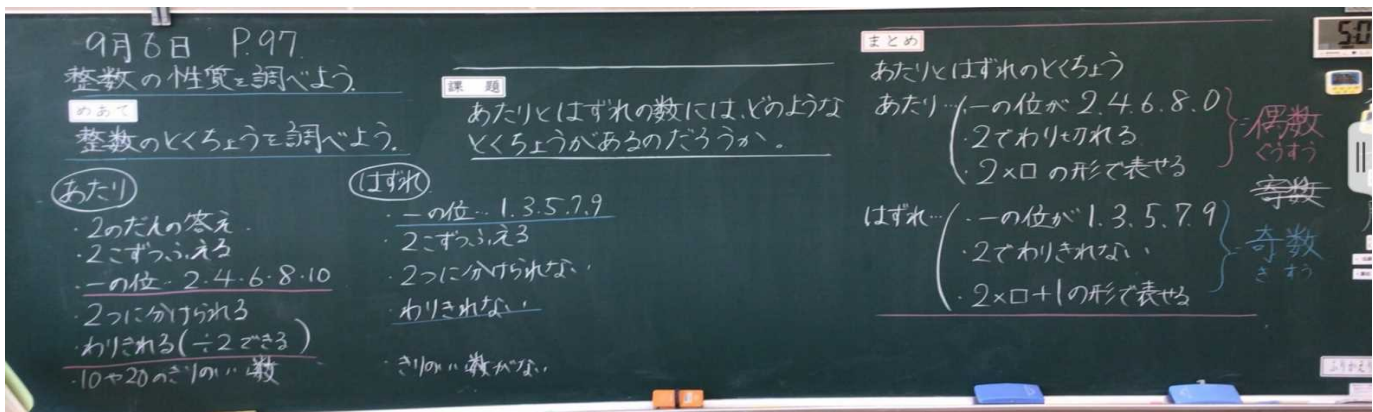 9月6日 P.97
整数の性質を調べよう.
めあて
整数のとくちょうを調べよう.
あたり
・2のだんの答え
・2こずつふえる
・一の位‥2・4・6・8・10
・2つに分けられる
・わりきれる(÷2できる)
・10や20のきりのいい数
課題
あたりとはずれの数には、どのような
とくちょうがあるのだろうか。
はずれ
・一の位‥1.3.5.7.9
・2こずつふえる
・2つに分けられない
・わりきれない
・きりのいい数がない
まとめ
あたりとはずれのとくちょう
あたり…・一の位が2.4.6.8.0
・2でわり切れる
・2×□の形で表せる
=偶数
ぐうすう
はずれ…・一の位が1.3.5.7.9
・2でわりきれない
・2×□+1の形で表せる
=奇数
きすう
ふりかえり